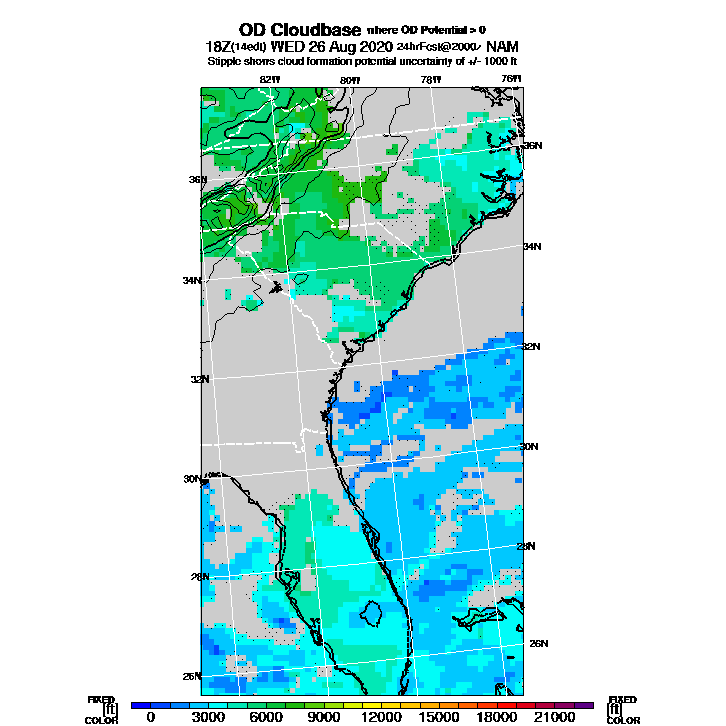 OD Cloudbase where OD Potential > 0
18Z(14edt) WED 26 Aug 2020 24hrFcst@2000z NAM
Stipple shows cloud formation potential uncertainty of +/- 1000 ft
82W 80W 78W 76W
36N
36N
34N
34N
32N
32N
30N
30N
28N
28N
26N
26N
FIXED FIXED
[ft] 0 3000 6000 9000 12000 15000 18000 21000 [ft]
COLOR COLOR